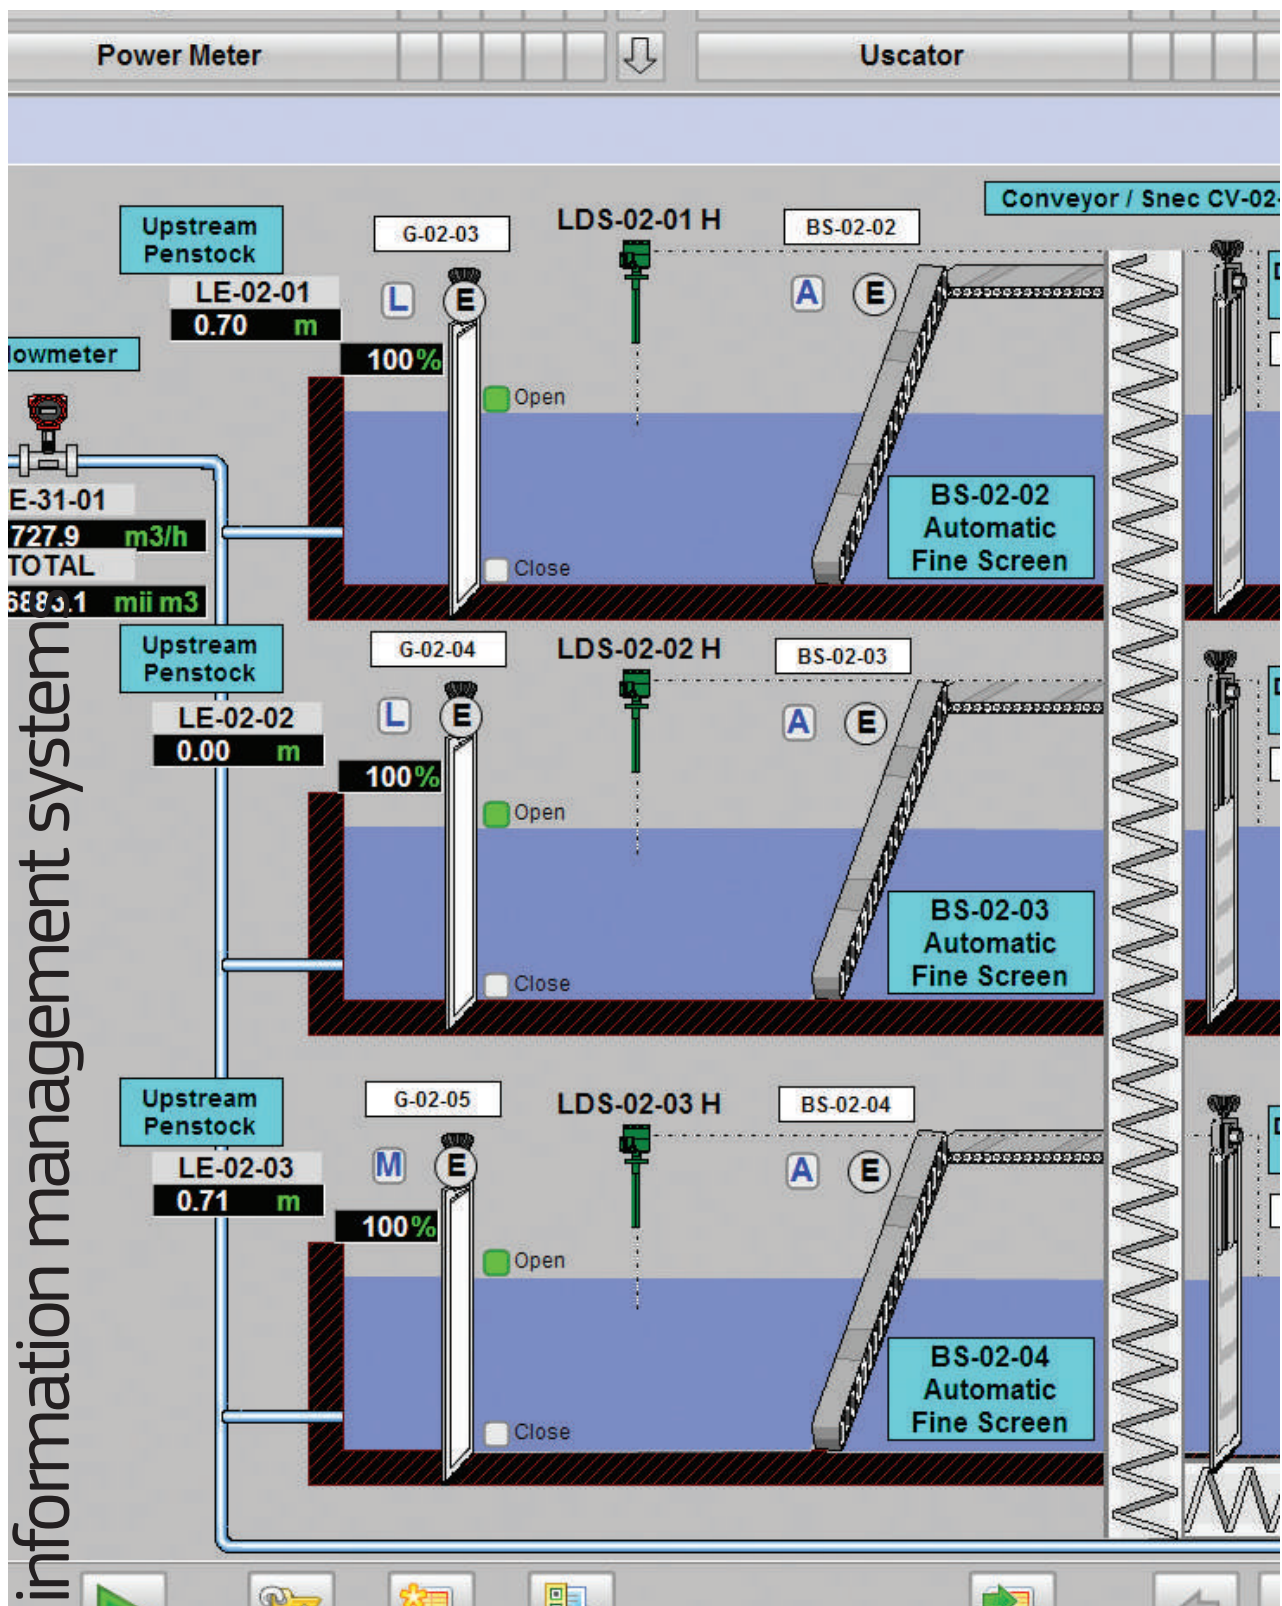 Power Meter
Uscator
Conveyor / Snec CV-02-
Upstream
Penstock
G-02-03
LDS-02-01 H
BS-02-02
LE-02-01
0.70 m
L
E
A
E
100%
lowmeter
Open
E-31-01
727.9 m3/h
TOTAL
6883.1 mii m3
BS-02-02
Automatic
Fine Screen
Close
Upstream
Penstock
G-02-04
LDS-02-02 H
BS-02-03
LE-02-02
0.00 m
L
E
A
E
100%
Open
BS-02-03
Automatic
Fine Screen
Close
Upstream
Penstock
G-02-05
LDS-02-03 H
BS-02-04
LE-02-03
0.71 m
M
E
A
E
100%
Open
BS-02-04
Automatic
Fine Screen
Close
information management systems